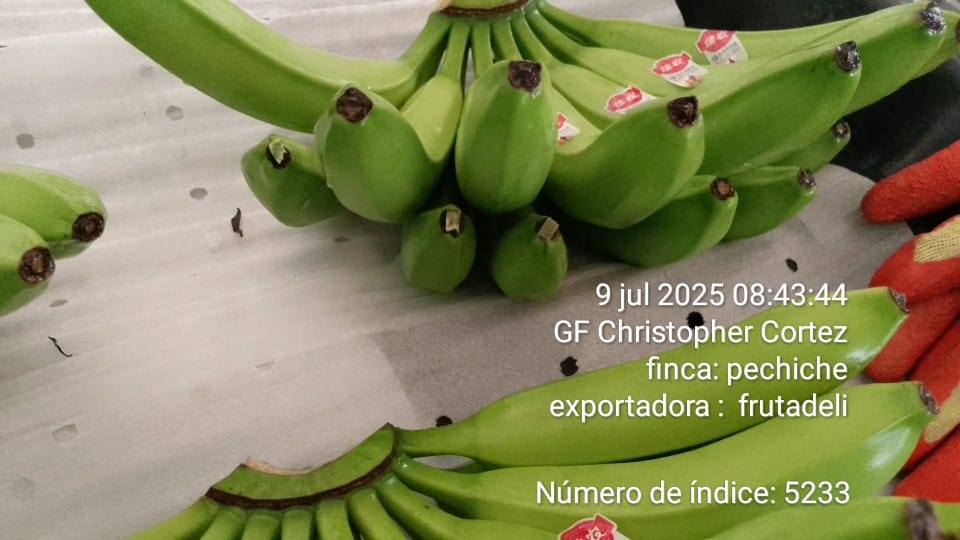 9 jul 2025 08:43:44
GF Christopher Cortez
finca: pechiche
exportadora : frutadeli
Número de índice: 5233